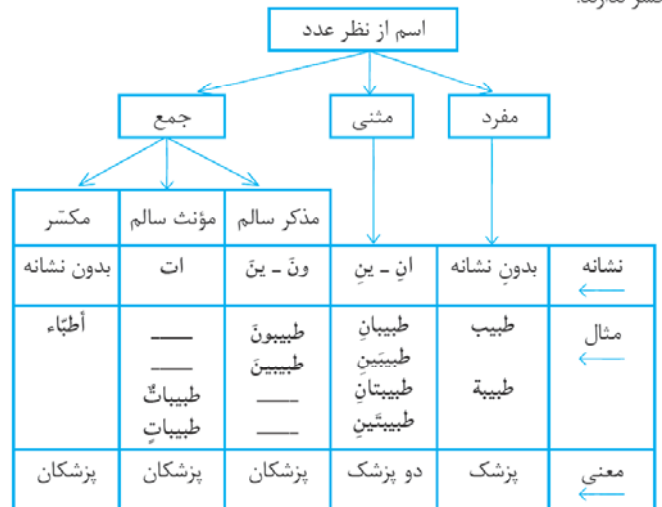 اسم از نظر عدد
مفرد مثنی جمع
مذکر سالم مؤنث سالم مکسّر
نشانه بدونِ نشانه انِ ـ ینِ ونَ ـ ینَ ات بدون نشانه
مثال طبیب طبیبانِ طبیبونَ أطبّاء
طبیبَینِ طبیبینَ
طبیبة طبیبتانِ طبیباتٌ
طبیبتَینِ طبیباتٍ
معنی پزشک دو پزشک پزشکان پزشکان پزشکان